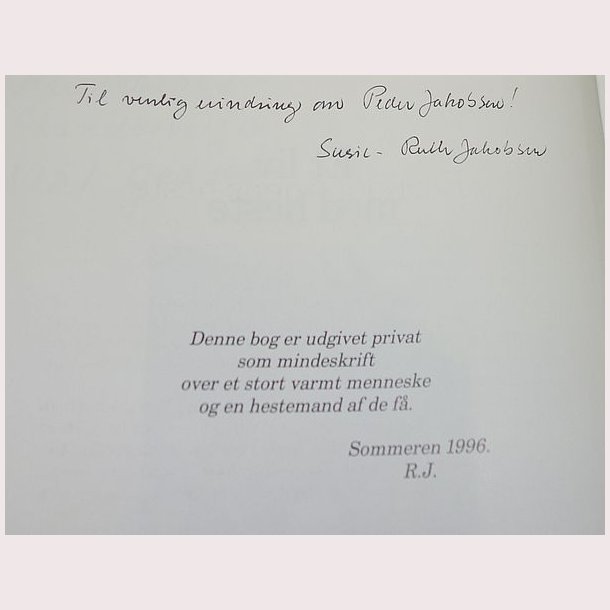 Til venlig erindring om Peder Jakobsen!
Susie - Ruth Jakobsen
Denne bog er udgivet privat
som mindeskrift
over et stort varmt menneske
og en hestemand af de få.
Sommeren 1996.
R.J.